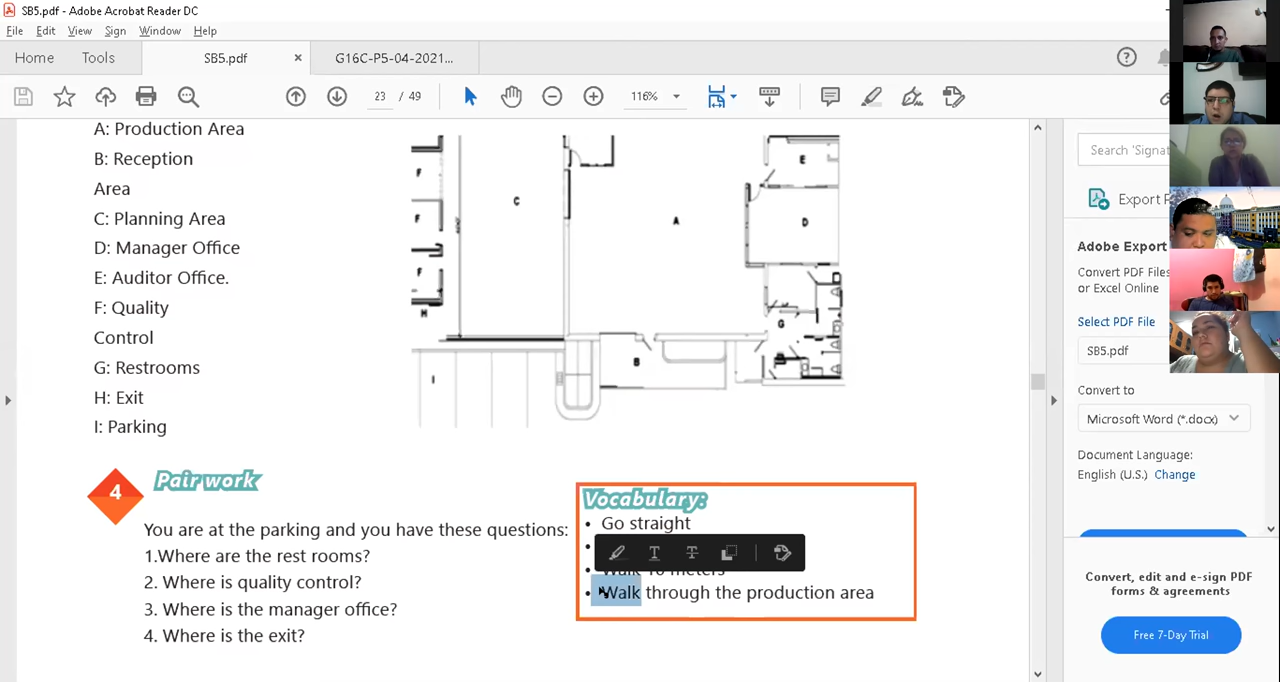 SB5.pdf - Adobe Acrobat Reader DC
File Edit View Sign Window Help
Home Tools SB5.pdf × G16C-P5-04-2021...
23 / 49 116%
A: Production Area
B: Reception
Area
C: Planning Area
D: Manager Office
E: Auditor Office.
F: Quality
Control
G: Restrooms
H: Exit
I: Parking
F
F
F
H
C
A
E
D
G
B
I
4
Pair work
You are at the parking and you have these questions:
1.Where are the rest rooms?
2. Where is quality control?
3. Where is the manager office?
4. Where is the exit?
Vocabulary:
• Go straight
•
Walk 10 meters
• Walk through the production area
Search 'Signat
Export P
Adobe Export
Convert PDF Files
or Excel Online
Select PDF File
SB5.pdf
Convert to
Microsoft Word (*.docx)
Document Language:
English (U.S.) Change
Convert, edit and e-sign PDF
forms & agreements
Free 7-Day Trial